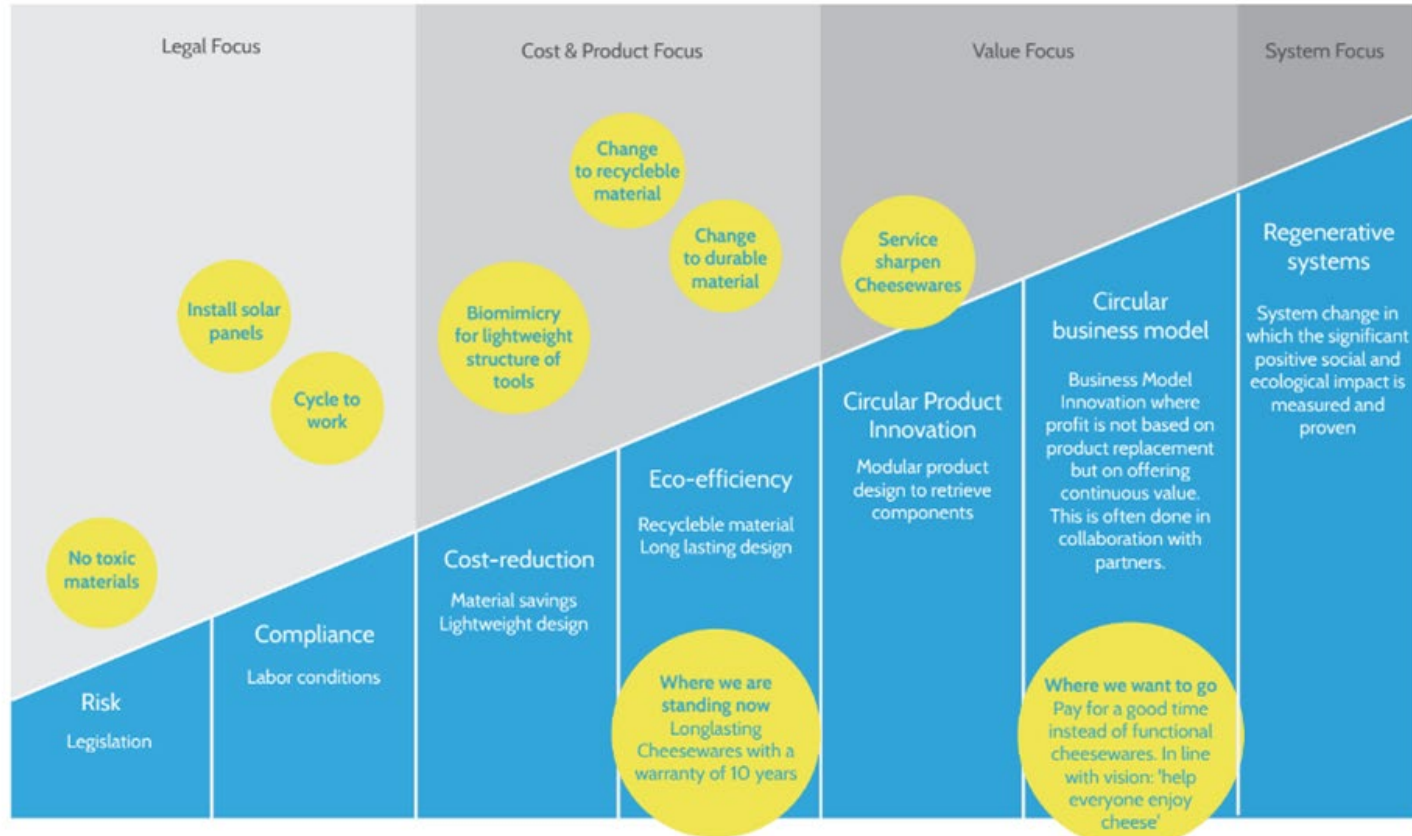 Legal Focus
Cost & Product Focus
Value Focus
System Focus
Change
to recycleble
material
Change
to durable
material
Service
sharpen
Cheesewares
Install solar
panels
Biomimicry
for lightweight
structure of
tools
Cycle to
work
No toxic
materials
Risk
Legislation
Compliance
Labor conditions
Cost-reduction
Material savings
Lightweight design
Eco-efficiency
Recycleble material
Long lasting design
Where we are
standing now
Longlasting
Cheesewares with a
warranty of 10 years
Circular Product
Innovation
Modular product
design to retrieve
components
Circular
business model
Business Model
Innovation where
profit is not based on
product replacement
but on offering
continuous value.
This is often done in
collaboration with
partners.
Where we want to go
Pay for a good time
instead of functional
cheesewares. In line
with vision: 'help
everyone enjoy
cheese'
Regenerative
systems
System change in
which the significant
positive social and
ecological impact is
measured and
proven